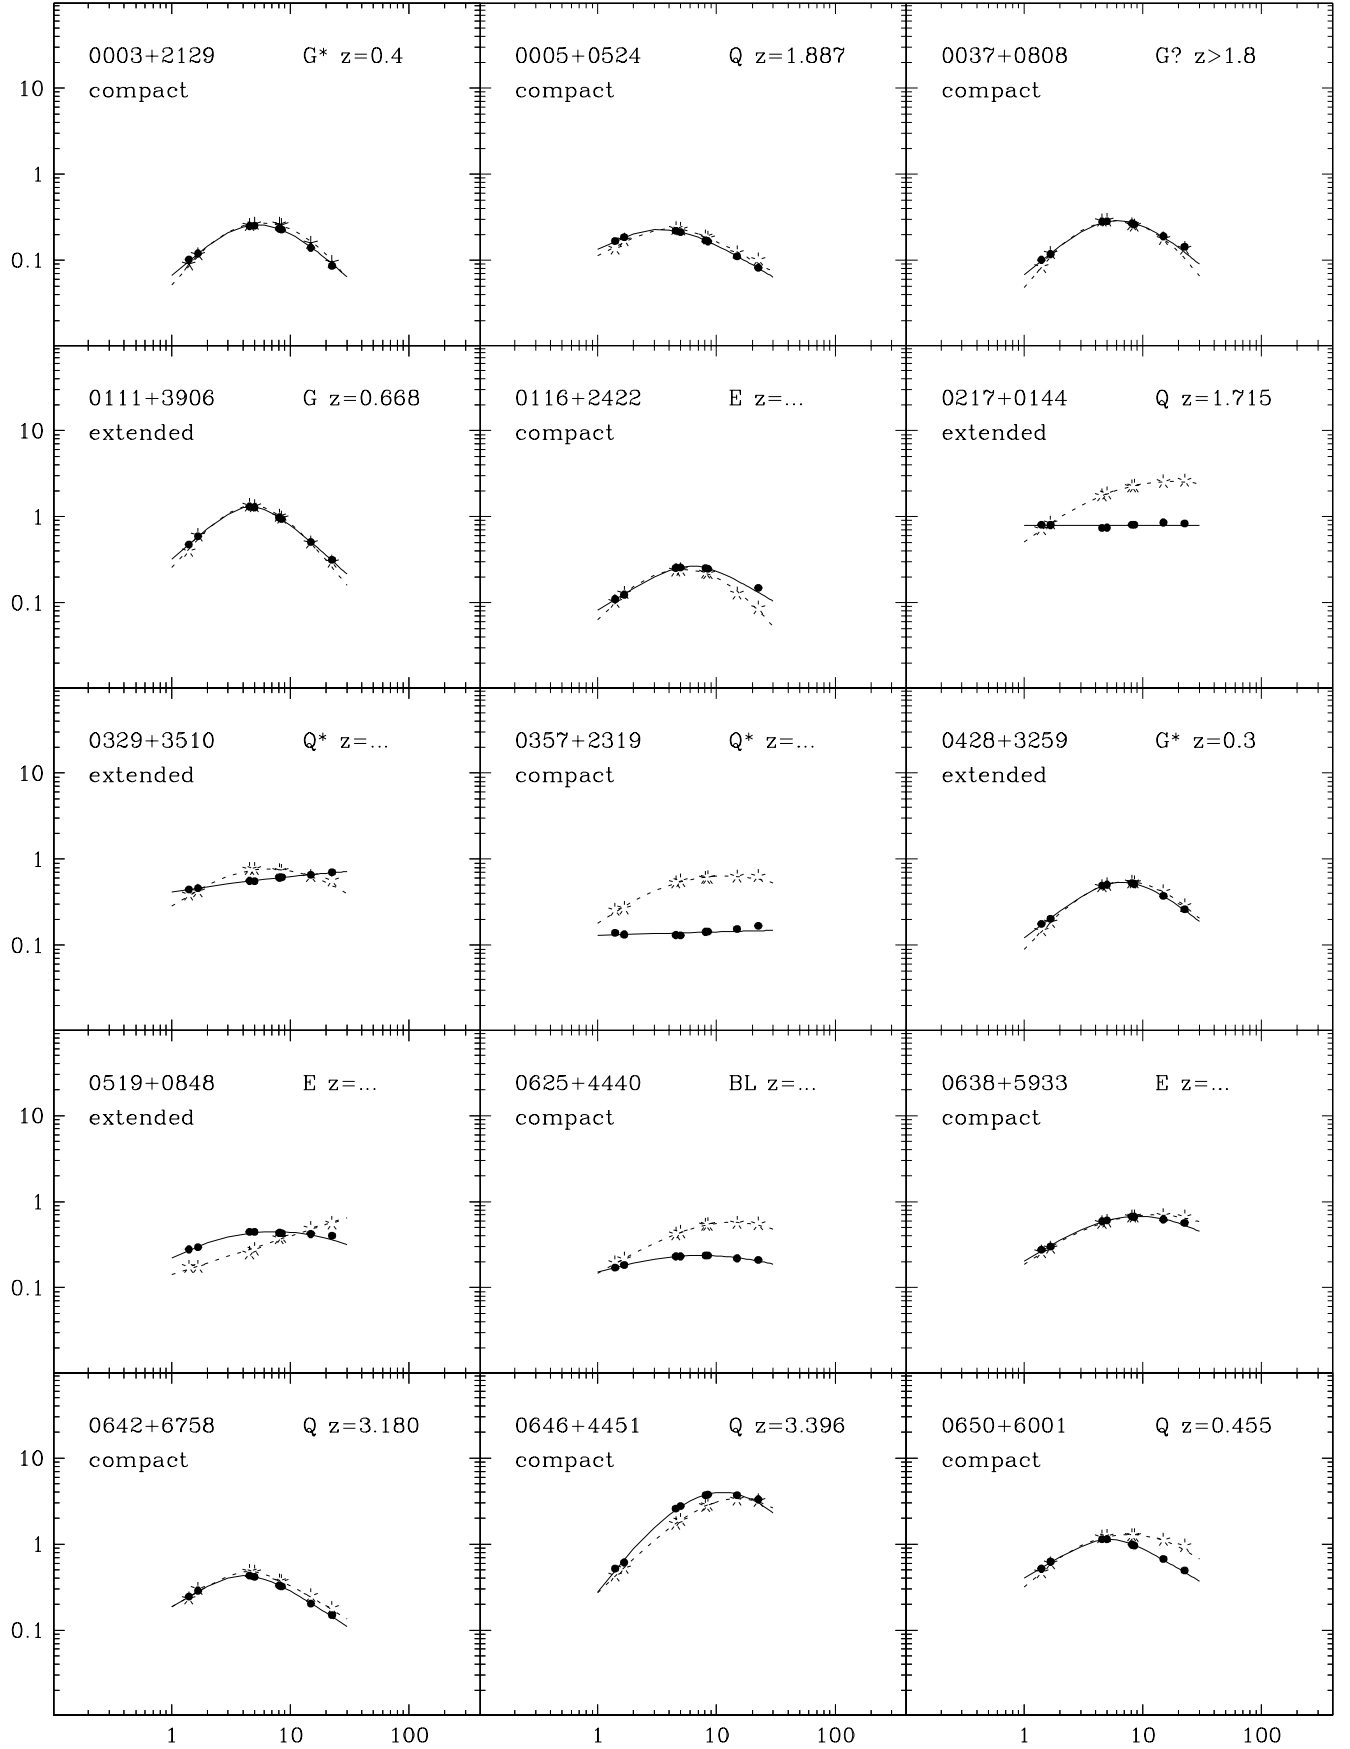 0003+2129 G* z=0.4
compact
0005+0524 Q z=1.887
compact
0037+0808 G? z>1.8
compact
10
1
0.1
0111+3906 G z=0.668
extended
0116+2422 E z=...
compact
0217+0144 Q z=1.715
extended
10
1
0.1
0329+3510 Q* z=...
extended
0357+2319 Q* z=...
compact
0428+3259 G* z=0.3
extended
10
1
0.1
0519+0848 E z=...
extended
0625+4440 BL z=...
compact
0638+5933 E z=...
compact
10
1
0.1
0642+6758 Q z=3.180
compact
0646+4451 Q z=3.396
compact
0650+6001 Q z=0.455
compact
10
1
0.1
1 10 100 1 10 100 1 10 100